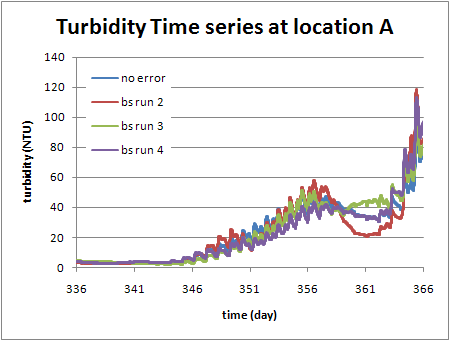 Turbidity Time series at location A
turbidity (NTU)
140
120
100
80
60
40
20
0
no error
bs run 2
bs run 3
bs run 4
336 341 346 351 356 361 366
time (day)